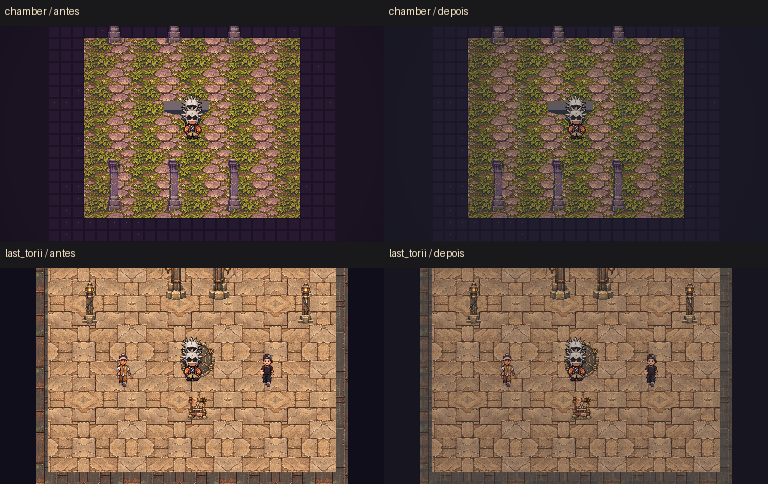 chamber / antes
chamber / depois
last_torii / antes
last_torii / depois